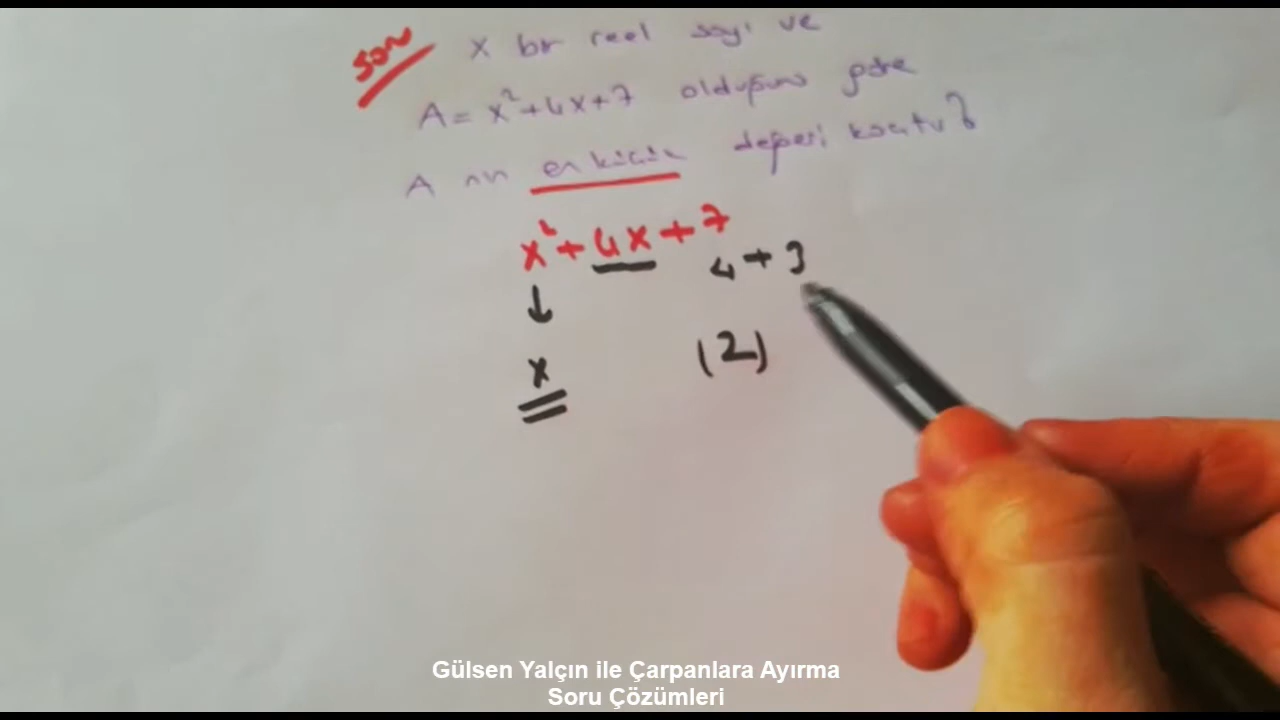 Soru x bir reel sayı ve
A = x² + 4x + 7 olduğuna göre
A nın en küçük değeri kaçtır?
x² + 4x + 7
4 + 3
↓
x (2)
Gülsen Yalçın ile Çarpanlara Ayırma
Soru Çözümleri